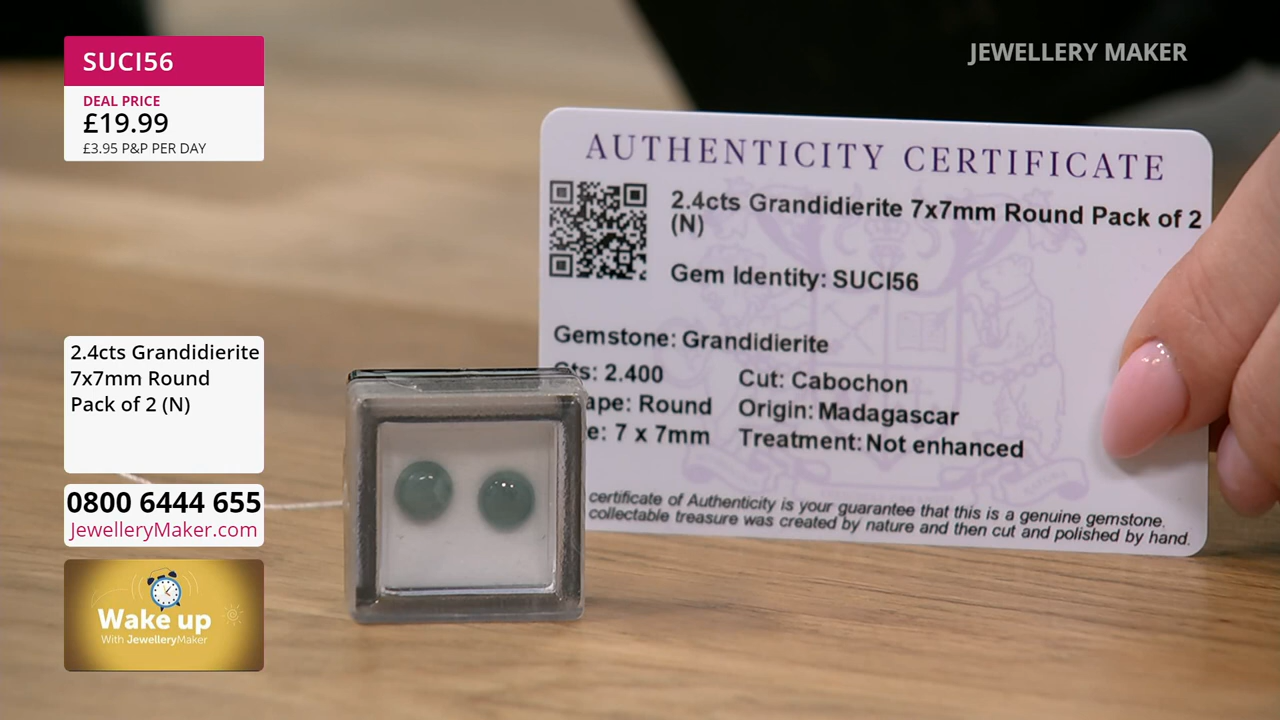 SUCI56
DEAL PRICE
£19.99
£3.95 P&P PER DAY
JEWELLERY MAKER
AUTHENTICITY CERTIFICATE
2.4cts Grandidierite 7x7mm Round Pack of 2
(N)
Gem Identity: SUCI56
Gemstone: Grandidierite
cts: 2.400
Cut: Cabochon
ape: Round
Origin: Madagascar
e: 7 x 7mm
Treatment: Not enhanced
certificate of Authenticity is your guarantee that this is a genuine gemstone.
collectable treasure was created by nature and then cut and polished by hand.
2.4cts Grandidierite
7x7mm Round
Pack of 2 (N)
0800 6444 655
JewelleryMaker.com
Wake up
With JewelleryMaker